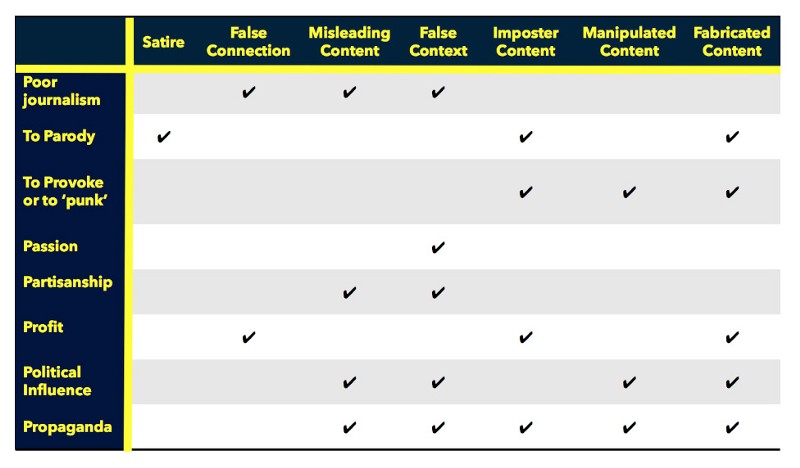 Satire False Connection Misleading Content False Context Imposter Content Manipulated Content Fabricated Content
Poor journalism ✔ ✔ ✔
To Parody ✔ ✔ ✔
To Provoke or to ‘punk’ ✔ ✔ ✔
Passion ✔
Partisanship ✔ ✔
Profit ✔ ✔ ✔
Political Influence ✔ ✔ ✔ ✔
Propaganda ✔ ✔ ✔ ✔ ✔